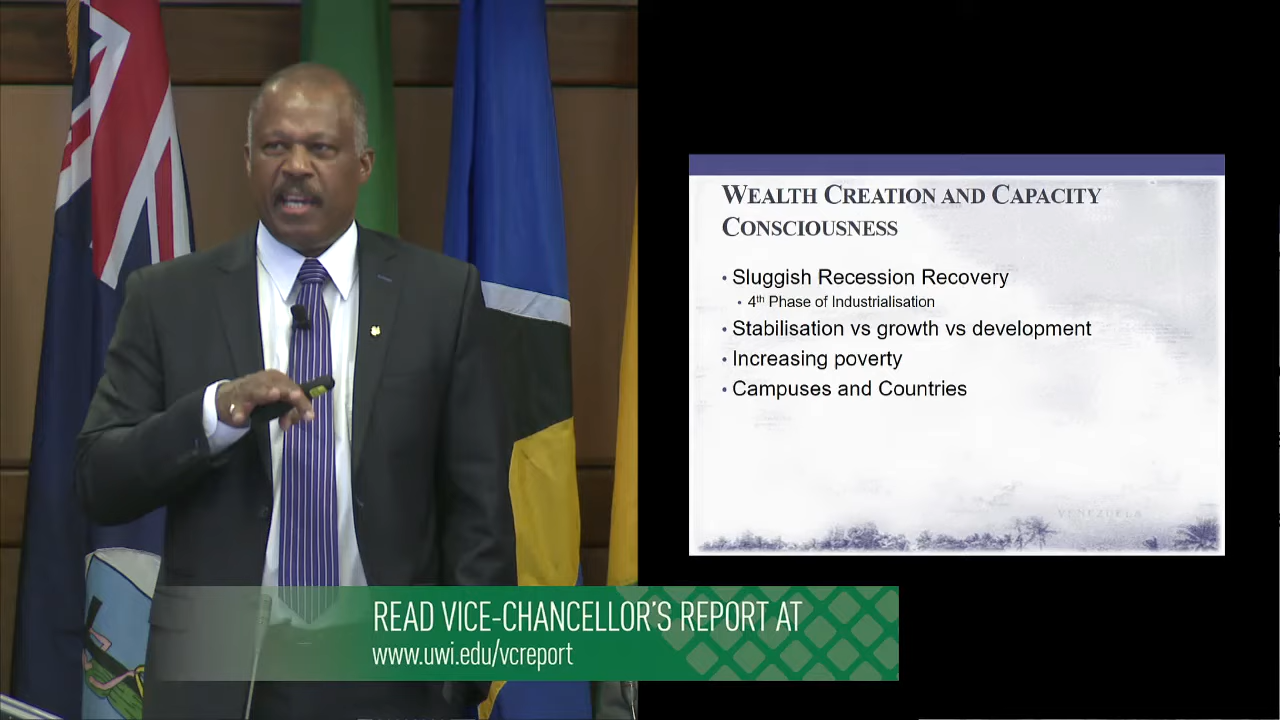 WEALTH CREATION AND CAPACITY
CONSCIOUSNESS
• Sluggish Recession Recovery
• 4th Phase of Industrialisation
• Stabilisation vs growth vs development
• Increasing poverty
• Campuses and Countries
VENEZUELA
READ VICE-CHANCELLOR'S REPORT AT
www.uwi.edu/vcreport